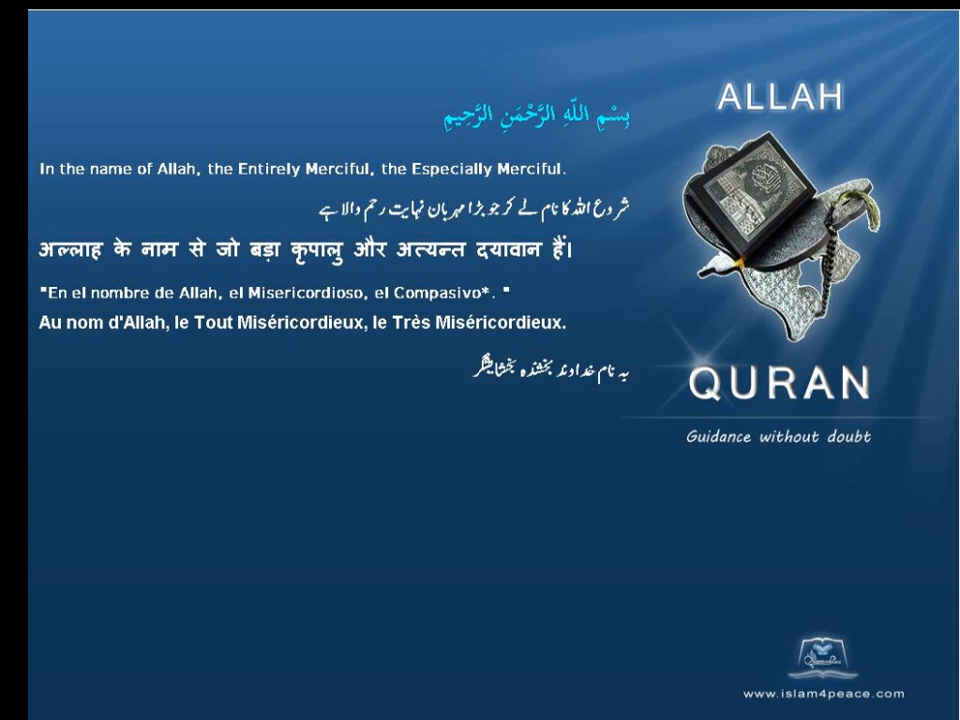 بِسْمِ اللَّهِ الرَّحْمَنِ الرَّحِيمِ
In the name of Allah, the Entirely Merciful, the Especially Merciful.
شروع اللہ کا نام لے کر جو بڑا مہربان نہایت رحم والا ہے
अल्लाह के नाम से जो बड़ा कृपालु और अत्यन्त दयावान हैं।
"En el nombre de Allah, el Misericordioso, el Compasivo*. "
Au nom d'Allah, le Tout Miséricordieux, le Très Miséricordieux.
به نام خداوند بخشنده بخشایشگر
ALLAH
QURAN
Guidance without doubt
www.islam4peace.com